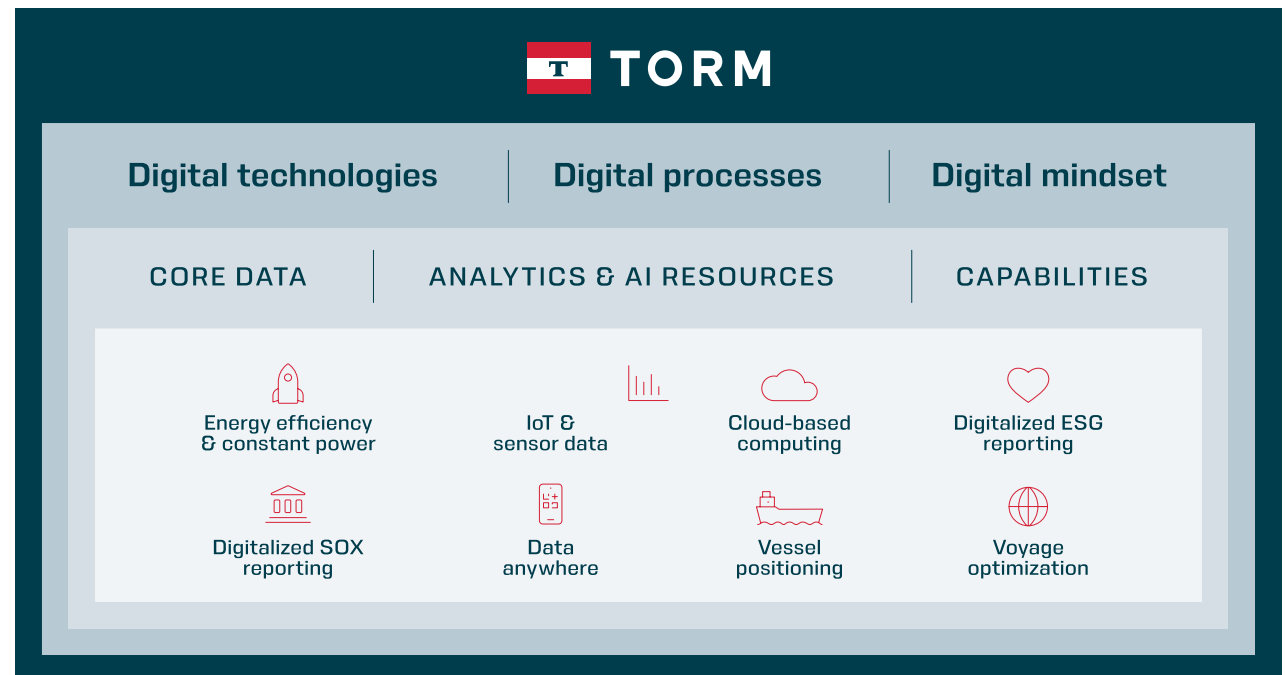 T TORM
Digital technologies
Digital processes
Digital mindset
CORE DATA
ANALYTICS & AI RESOURCES
CAPABILITIES
Energy efficiency
& constant power
IoT &
sensor data
Cloud-based
computing
Digitalized ESG
reporting
Digitalized SOX
reporting
Data
anywhere
Vessel
positioning
Voyage
optimization